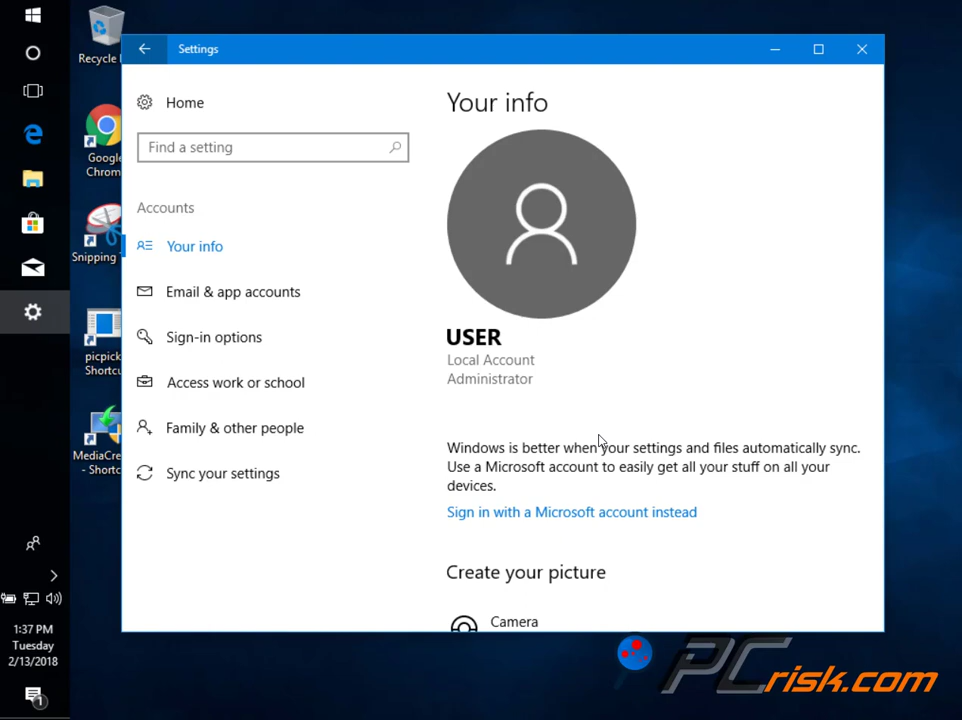 Recycle
Google
Chrom
Snipping
picpick
Shortcu
MediaCre
- Shortc
1:37 PM
Tuesday
2/13/2018
1
Settings
Home
Find a setting
Accounts
Your info
Email & app accounts
Sign-in options
Access work or school
Family & other people
Sync your settings
Your info
USER
Local Account
Administrator
Windows is better when your settings and files automatically sync.
Use a Microsoft account to easily get all your stuff on all your
devices.
Sign in with a Microsoft account instead
Create your picture
Camera
PCrisk.com